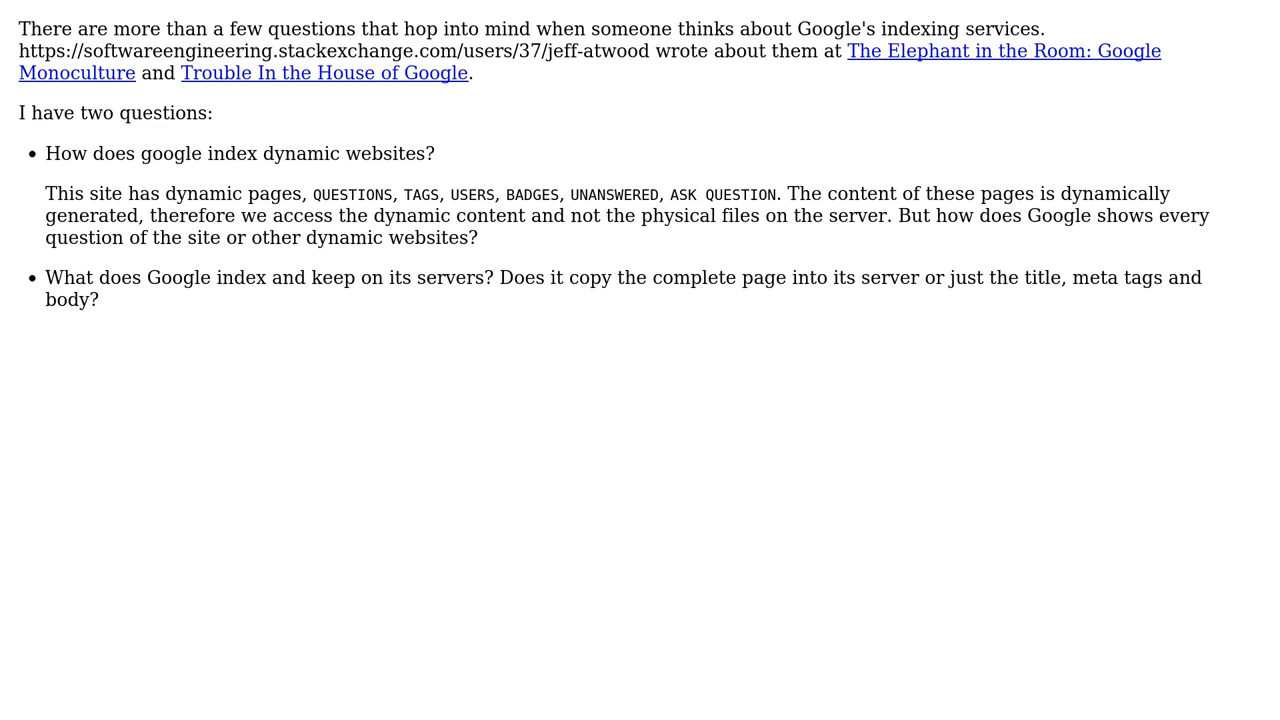 There are more than a few questions that hop into mind when someone thinks about Google's indexing services.
https://softwareengineering.stackexchange.com/users/37/jeff-atwood wrote about them at The Elephant in the Room: Google
Monoculture and Trouble In the House of Google.
I have two questions:
• How does google index dynamic websites?
This site has dynamic pages, QUESTIONS, TAGS, USERS, BADGES, UNANSWERED, ASK QUESTION. The content of these pages is dynamically
generated, therefore we access the dynamic content and not the physical files on the server. But how does Google shows every
question of the site or other dynamic websites?
• What does Google index and keep on its servers? Does it copy the complete page into its server or just the title, meta tags and
body?